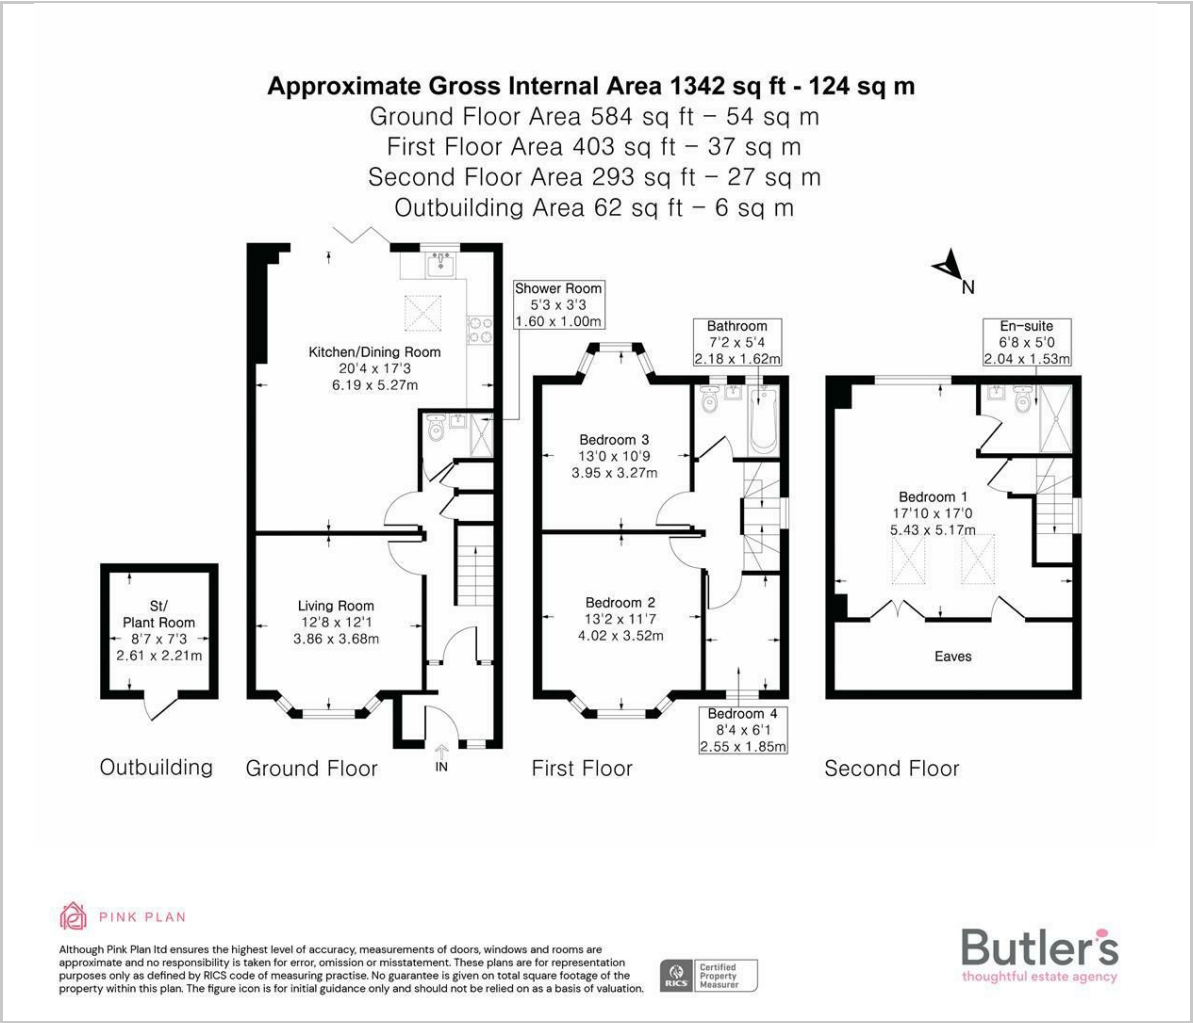 Approximate Gross Internal Area 1342 sq ft - 124 sq m
Ground Floor Area 584 sq ft – 54 sq m
First Floor Area 403 sq ft – 37 sq m
Second Floor Area 293 sq ft – 27 sq m
Outbuilding Area 62 sq ft – 6 sq m
N
Shower Room
5'3 x 3'3
1.60 x 1.00m
Kitchen/Dining Room
20'4 x 17'3
6.19 x 5.27m
Bathroom
7'2 x 5'4
2.18 x 1.62m
En-suite
6'8 x 5'0
2.04 x 1.53m
Bedroom 3
13'0 x 10'9
3.95 x 3.27m
Bedroom 1
17'10 x 17'0
5.43 x 5.17m
St/
Plant Room
8'7 x 7'3
2.61 x 2.21m
Living Room
12'8 x 12'1
3.86 x 3.68m
Bedroom 2
13'2 x 11'7
4.02 x 3.52m
Eaves
Bedroom 4
8'4 x 6'1
2.55 x 1.85m
IN
Outbuilding
Ground Floor
First Floor
Second Floor
PINK PLAN
Although Pink Plan ltd ensures the highest level of accuracy, measurements of doors, windows and rooms are
approximate and no responsibility is taken for error, omission or misstatement. These plans are for representation
purposes only as defined by RICS code of measuring practise. No guarantee is given on total square footage of the
property within this plan. The figure icon is for initial guidance only and should not be relied on as a basis of valuation.
RICS
Certified
Property
Measurer
Butler's
thoughtful estate agency